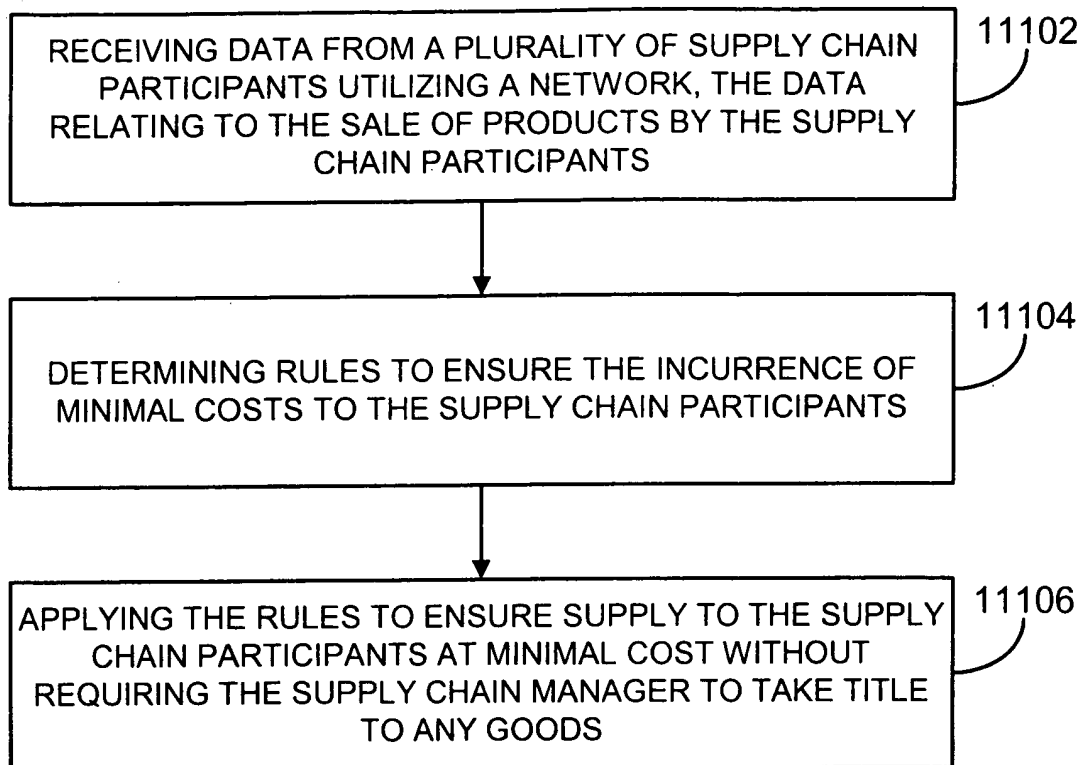 RECEIVING DATA FROM A PLURALITY OF SUPPLY CHAIN
PARTICIPANTS UTILIZING A NETWORK, THE DATA
RELATING TO THE SALE OF PRODUCTS BY THE SUPPLY
CHAIN PARTICIPANTS
11102
DETERMINING RULES TO ENSURE THE INCURRENCE OF
MINIMAL COSTS TO THE SUPPLY CHAIN PARTICIPANTS
11104
APPLYING THE RULES TO ENSURE SUPPLY TO THE SUPPLY
CHAIN PARTICIPANTS AT MINIMAL COST WITHOUT
REQUIRING THE SUPPLY CHAIN MANAGER TO TAKE TITLE
TO ANY GOODS
11106